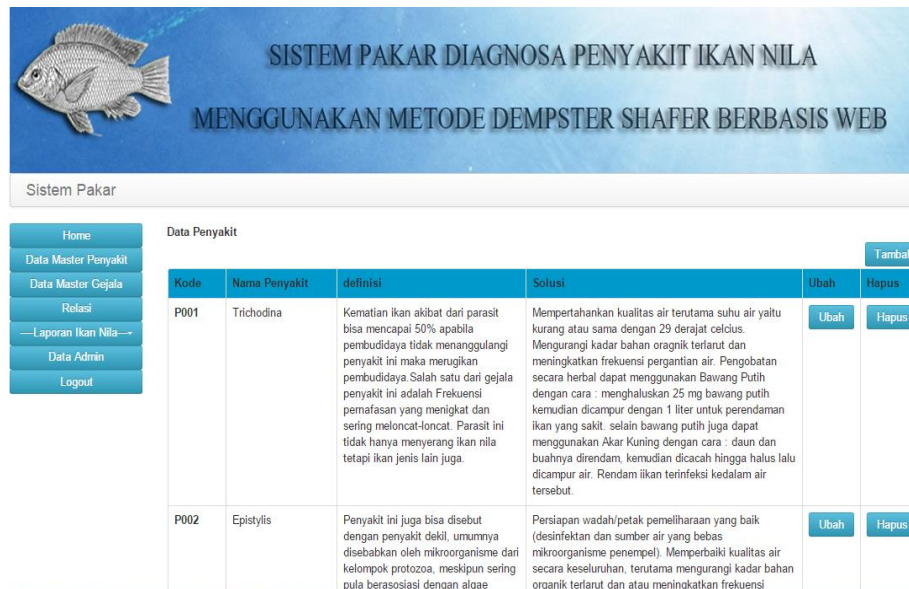 SISTEM PAKAR DIAGNOSA PENYAKIT IKAN NILA
MENGGUNAKAN METODE DEMPSTER SHAFER BERBASIS WEB
Sistem Pakar
Home
Data Master Penyakit
Data Master Gejala
Relasi
---Laporan Ikan Nila---
Data Admin
Logout
Data Penyakit
Tambah
Kode Nama Penyakit definisi Solusi Ubah Hapus
P001 Trichodina
Kematian ikan akibat dari parasit
bisa mencapai 50% apabila
pembudidaya tidak menanggulangi
penyakit ini maka merugikan
pembudidaya.Salah satu dari gejala
penyakit ini adalah Frekuensi
pernafasan yang menigkat dan
sering meloncat-loncat. Parasit ini
tidak hanya menyerang ikan nila
tetapi ikan jenis lain juga.
Mempertahankan kualitas air terutama suhu air yaitu
kurang atau sama dengan 29 derajat celcius.
Mengurangi kadar bahan oragnik terlarut dan
meningkatkan frekuensi pergantian air. Pengobatan
secara herbal dapat menggunakan Bawang Putih
dengan cara : menghaluskan 25 mg bawang putih
kemudian dicampur dengan 1 liter untuk perendaman
ikan yang sakit. selain bawang putih juga dapat
menggunakan Akar Kuning dengan cara : daun dan
buahnya direndam, kemudian dicacah hingga halus lalu
dicampur air. Rendam iikan terinfeksi kedalam air
tersebut.
Ubah Hapus
P002 Epistylis
Penyakit ini juga bisa disebut
dengan penyakit dekil, umumnya
disebabkan oleh mikroorganisme dari
kelompok protozoa, meskipun sering
pula berasosiasi dengan algae
Persiapan wadah/petak pemeliharaan yang baik
(desinfektan dan sumber air yang bebas
mikroorganisme penempel). Memperbaiki kualitas air
secara keseluruhan, terutama mengurangi kadar bahan
organik terlarut dan atau meningkatkan frekuensi
Ubah Hapus